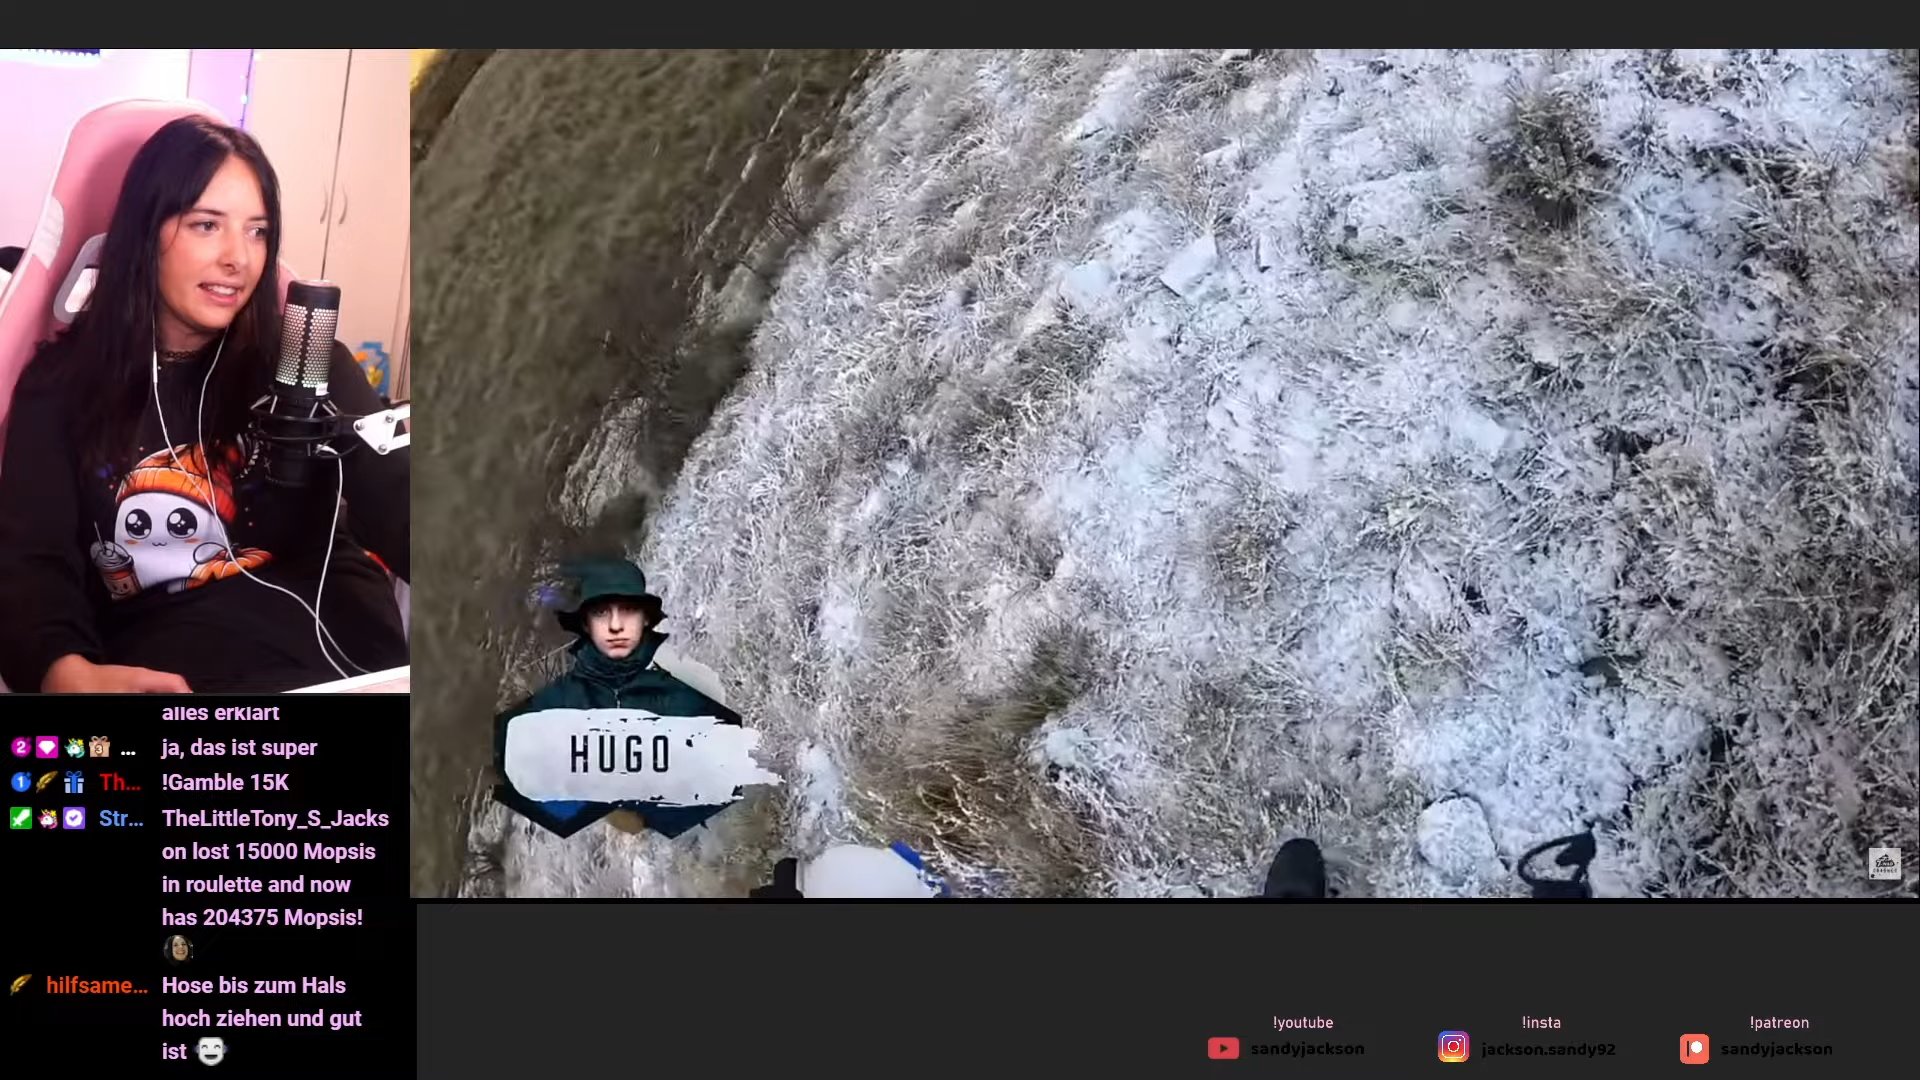 alles erklärt
ja, das ist super
Th... !Gamble 15K
Str... TheLittleTony_S_Jacks
on lost 15000 Mopsis
in roulette and now
has 204375 Mopsis!
hilfsame... Hose bis zum Hals
hoch ziehen und gut
ist
HUGO
!youtube
sandyjackson
!insta
jackson.sandy92
!patreon
sandyjackson